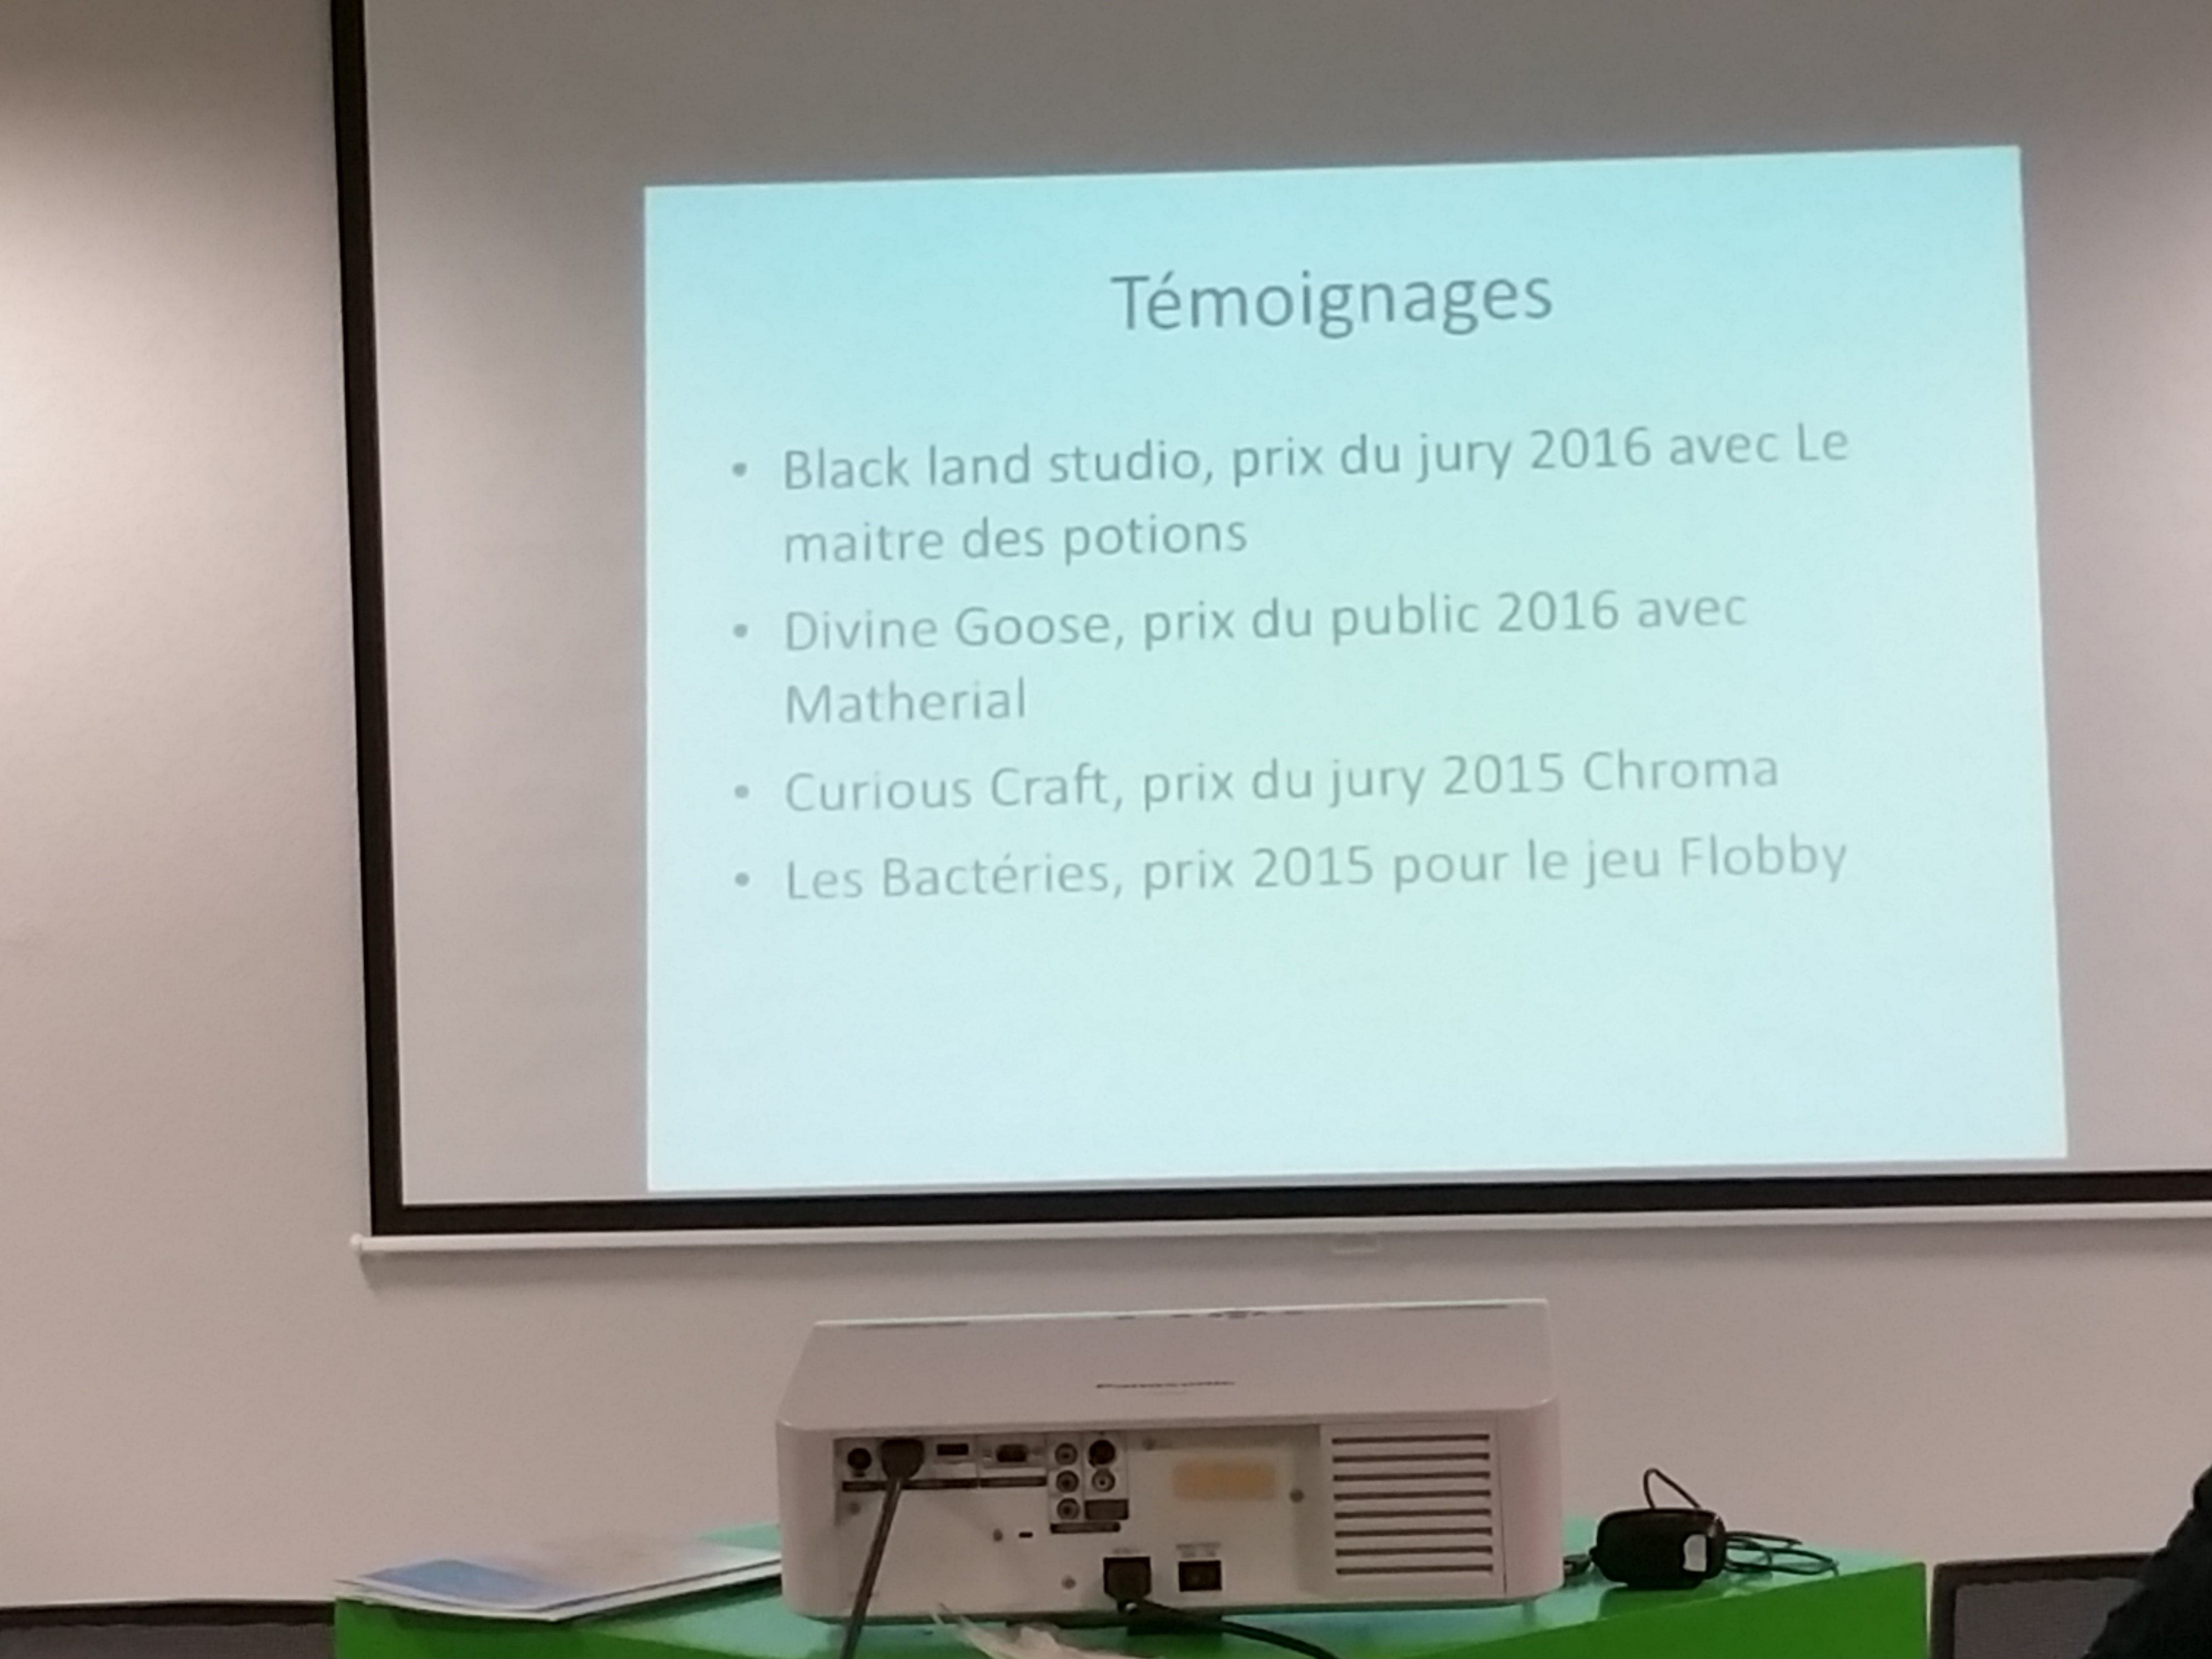 Témoignages
• Black land studio, prix du jury 2016 avec Le
maitre des potions
• Divine Goose, prix du public 2016 avec
Matherial
• Curious Craft, prix du jury 2015 Chroma
• Les Bactéries, prix 2015 pour le jeu Flobby
Panasonic